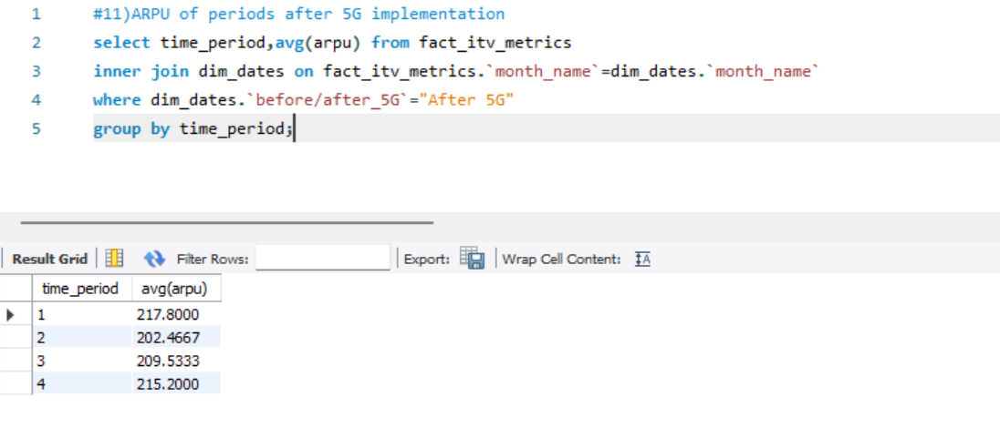 1 #11)ARPU of periods after 5G implementation
2 select time_period,avg(arpu) from fact_itv_metrics
3 inner join dim_dates on fact_itv_metrics.`month_name`=dim_dates.`month_name`
4 where dim_dates.`before/after_5G`="After 5G"
5 group by time_period;
Result Grid Filter Rows: Export: Wrap Cell Content: IA
time_period avg(arpu)
1 217.8000
2 202.4667
3 209.5333
4 215.2000